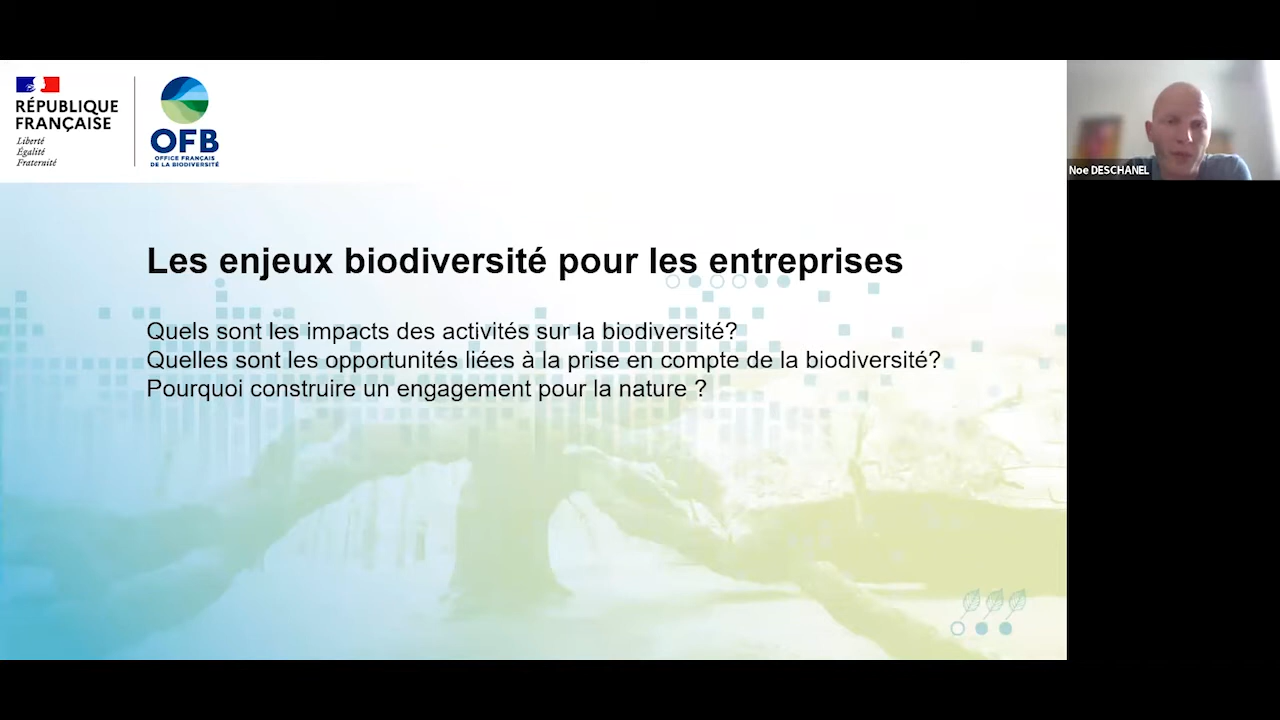 RÉPUBLIQUE
FRANÇAISE
Liberté
Égalité
Fraternité
OFB
OFFICE FRANÇAIS
DE LA BIODIVERSITÉ
Noe DESCHANEL
Les enjeux biodiversité pour les entreprises
Quels sont les impacts des activités sur la biodiversité?
Quelles sont les opportunités liées à la prise en compte de la biodiversité?
Pourquoi construire un engagement pour la nature ?